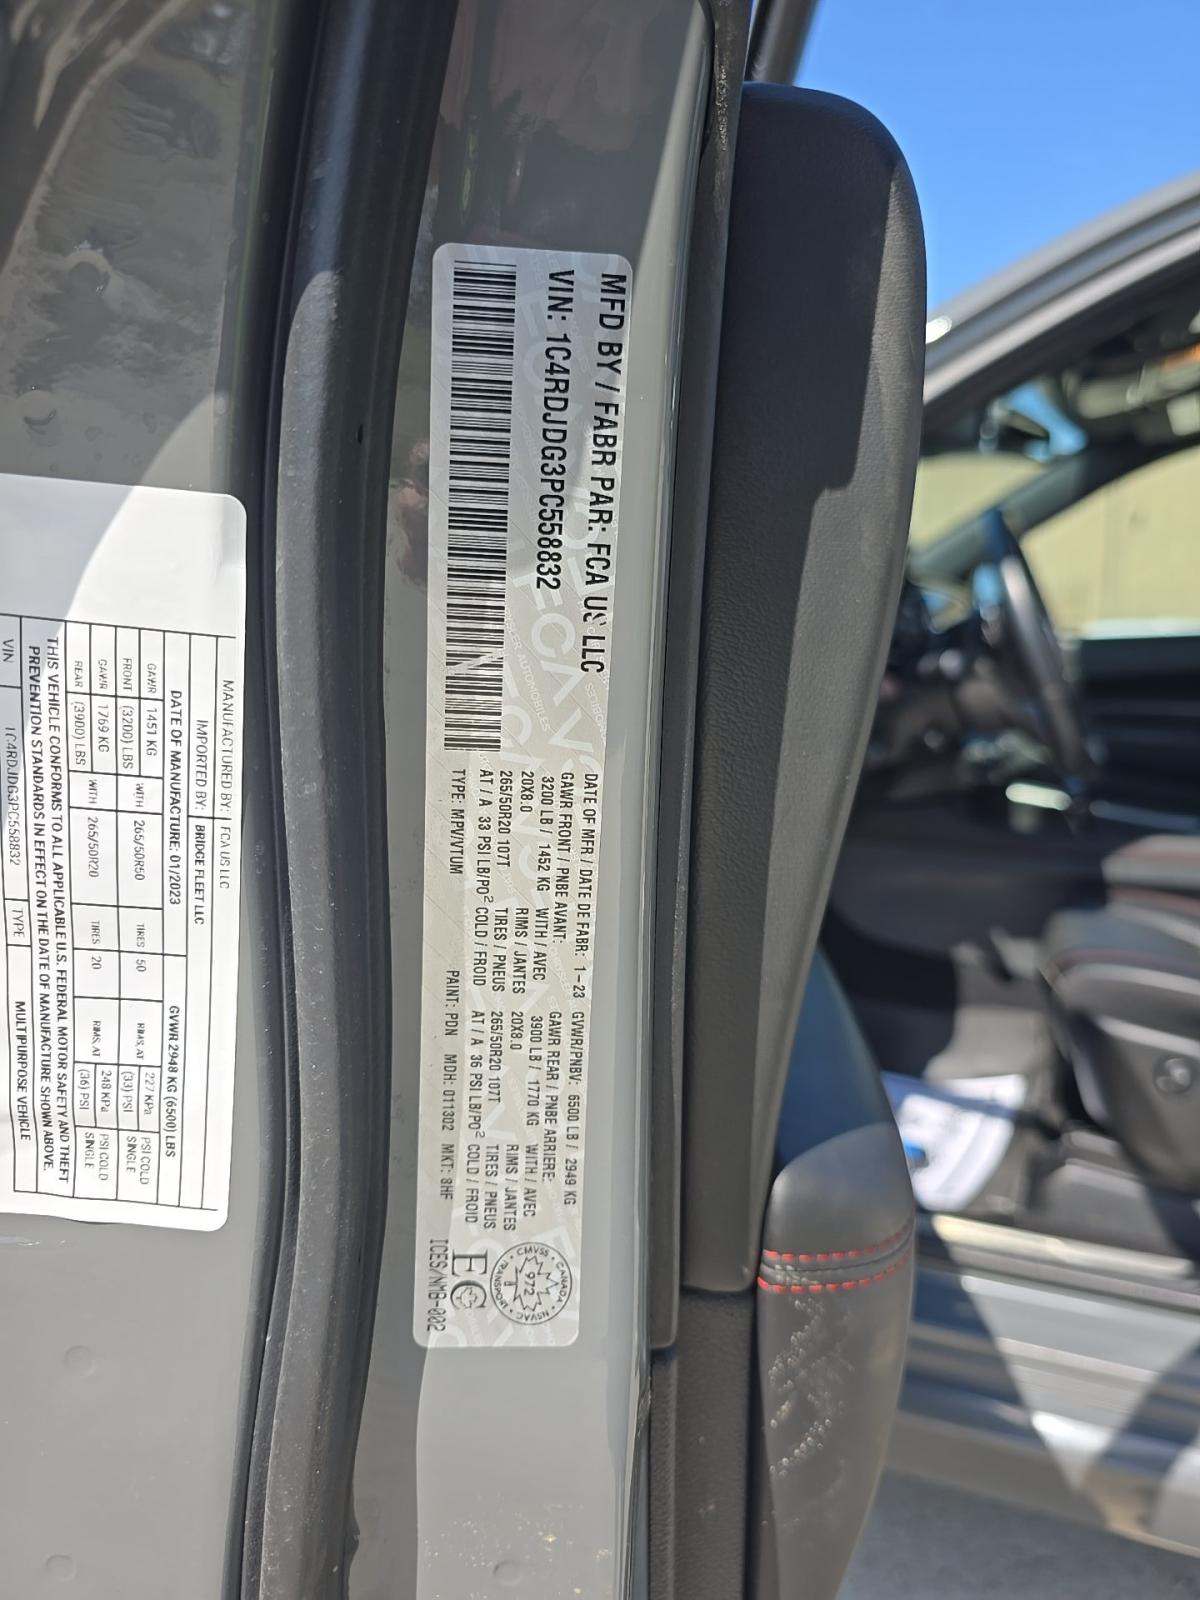 MFD BY / FABR PAR: FCA US LLC
VIN: 1C4RDJDG3PC558832
DATE OF MFR / DATE DE FABR: 1-23 GVWR/PNBV: 6500 LB / 2949 KG
GAWR FRONT / PNBE AVANT: GAWR REAR / PNBE ARRIERE:
3200 LB / 1452 KG WITH / AVEC 3900 LB / 1770 KG WITH / AVEC
20X8.0 RIMS / JANTES 20X8.0 RIMS / JANTES
265/50R20 107T TIRES / PNEUS 265/50R20 107T TIRES / PNEUS
AT / A 33 PSI LB/PO² COLD / FROID AT / A 36 PSI LB/PO² COLD / FROID
TYPE: MPV/VTUM PAINT: PDN MDH: 011302 MKT: 8HF
CMVSS CANADA NSVAC TRANSPORT
972
EC
ICES/NMB-002
MANUFACTURED BY: FCA US LLC
IMPORTED BY: BRIDGE FLEET LLC
DATE OF MANUFACTURE: 01/2023 GVWR 2948 KG (6500) LBS
GAWR 1451 KG WITH 265/50R50 TIRES 50 RIMS, AT 227 KPa PSI COLD
FRONT (3200) LBS (33) PSI SINGLE
GAWR 1769 KG WITH 265/50R20 TIRES 20 RIMS, AT 248 KPa PSI COLD
REAR (3900) LBS (36) PSI SINGLE
THIS VEHICLE CONFORMS TO ALL APPLICABLE U.S. FEDERAL MOTOR SAFETY AND THEFT
PREVENTION STANDARDS IN EFFECT ON THE DATE OF MANUFACTURE SHOWN ABOVE.
VIN 1C4RDJDG3PC558832 TYPE MULTIPURPOSE VEHICLE